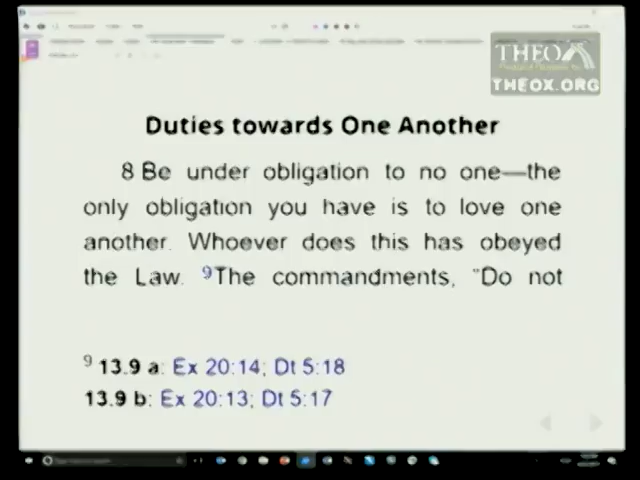 THEOX
THEOX.ORG
Duties towards One Another
8 Be under obligation to no one—the
only obligation you have is to love one
another. Whoever does this has obeyed
the Law. 9The commandments, "Do not
9 13.9 a: Ex 20:14; Dt 5:18
13.9 b: Ex 20:13; Dt 5:17